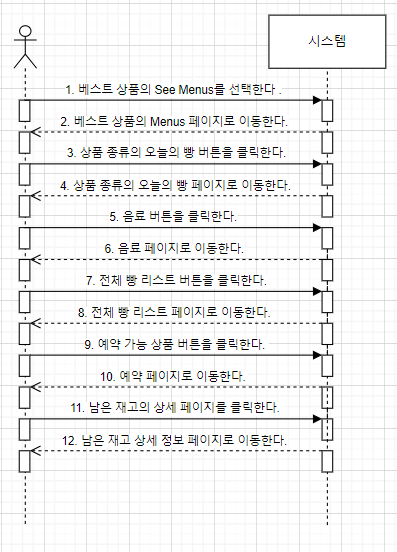 시스템
1. 베스트 상품의 See Menus를 선택한다 .
2. 베스트 상품의 Menus 페이지로 이동한다.
3. 상품 종류의 오늘의 빵 버튼을 클릭한다.
4. 상품 종류의 오늘의 빵 페이지로 이동한다.
5. 음료 버튼을 클릭한다.
6. 음료 페이지로 이동한다.
7. 전체 빵 리스트 버튼을 클릭한다.
8. 전체 빵 리스트 페이지로 이동한다.
9. 예약 가능 상품 버튼을 클릭한다.
10. 예약 페이지로 이동한다.
11. 남은 재고의 상세 페이지를 클릭한다.
12. 남은 재고 상세 정보 페이지로 이동한다.